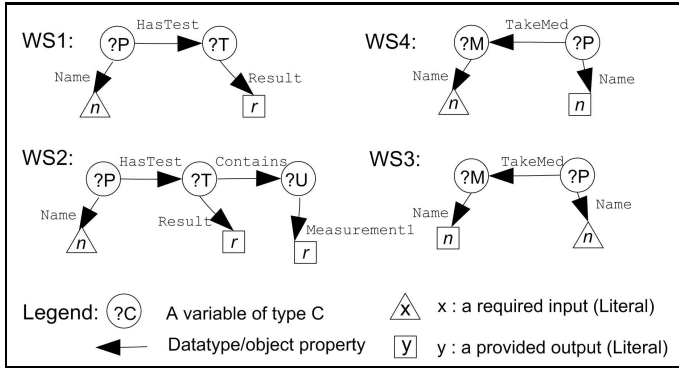 WS1:
?P
HasTest
?T
Name
n
Result
r
WS4:
?M
TakeMed
?P
Name
n
Name
n
WS2:
?P
HasTest
?T
Contains
?U
Name
n
Result
r
Measurement1
r
WS3:
?M
TakeMed
?P
Name
n
Name
n
Legend:
?C
A variable of type C
x
x : a required input (Literal)
Datatype/object property
y
y : a provided output (Literal)